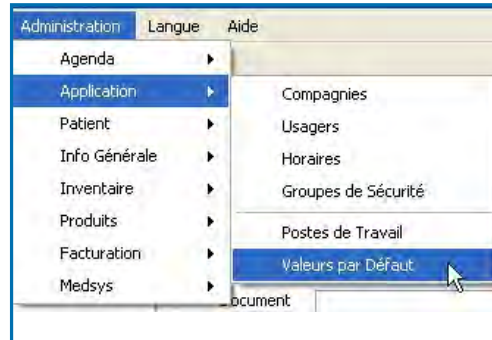 Administration Langue Aide
Agenda
Application
Patient
Info Générale
Inventaire
Produits
Facturation
Medsys
Compagnies
Usagers
Horaires
Groupes de Sécurité
Postes de Travail
Valeurs par Défaut